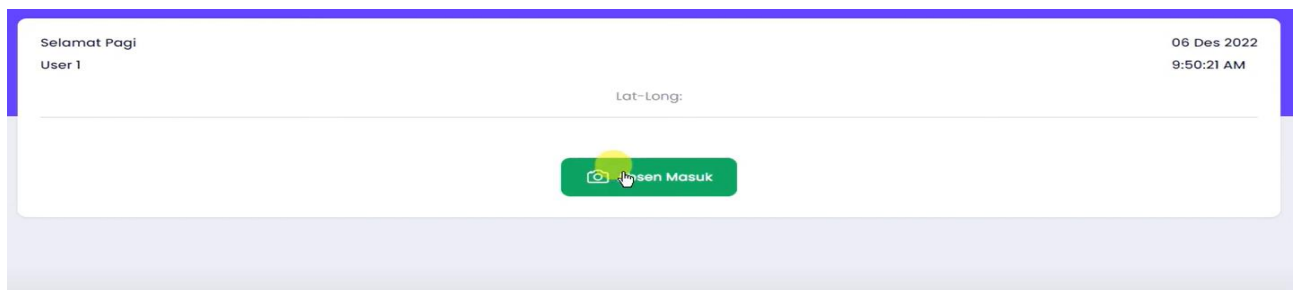 Selamat Pagi
06 Des 2022
User 1
9:50:21 AM
Lat-Long:
Masuk